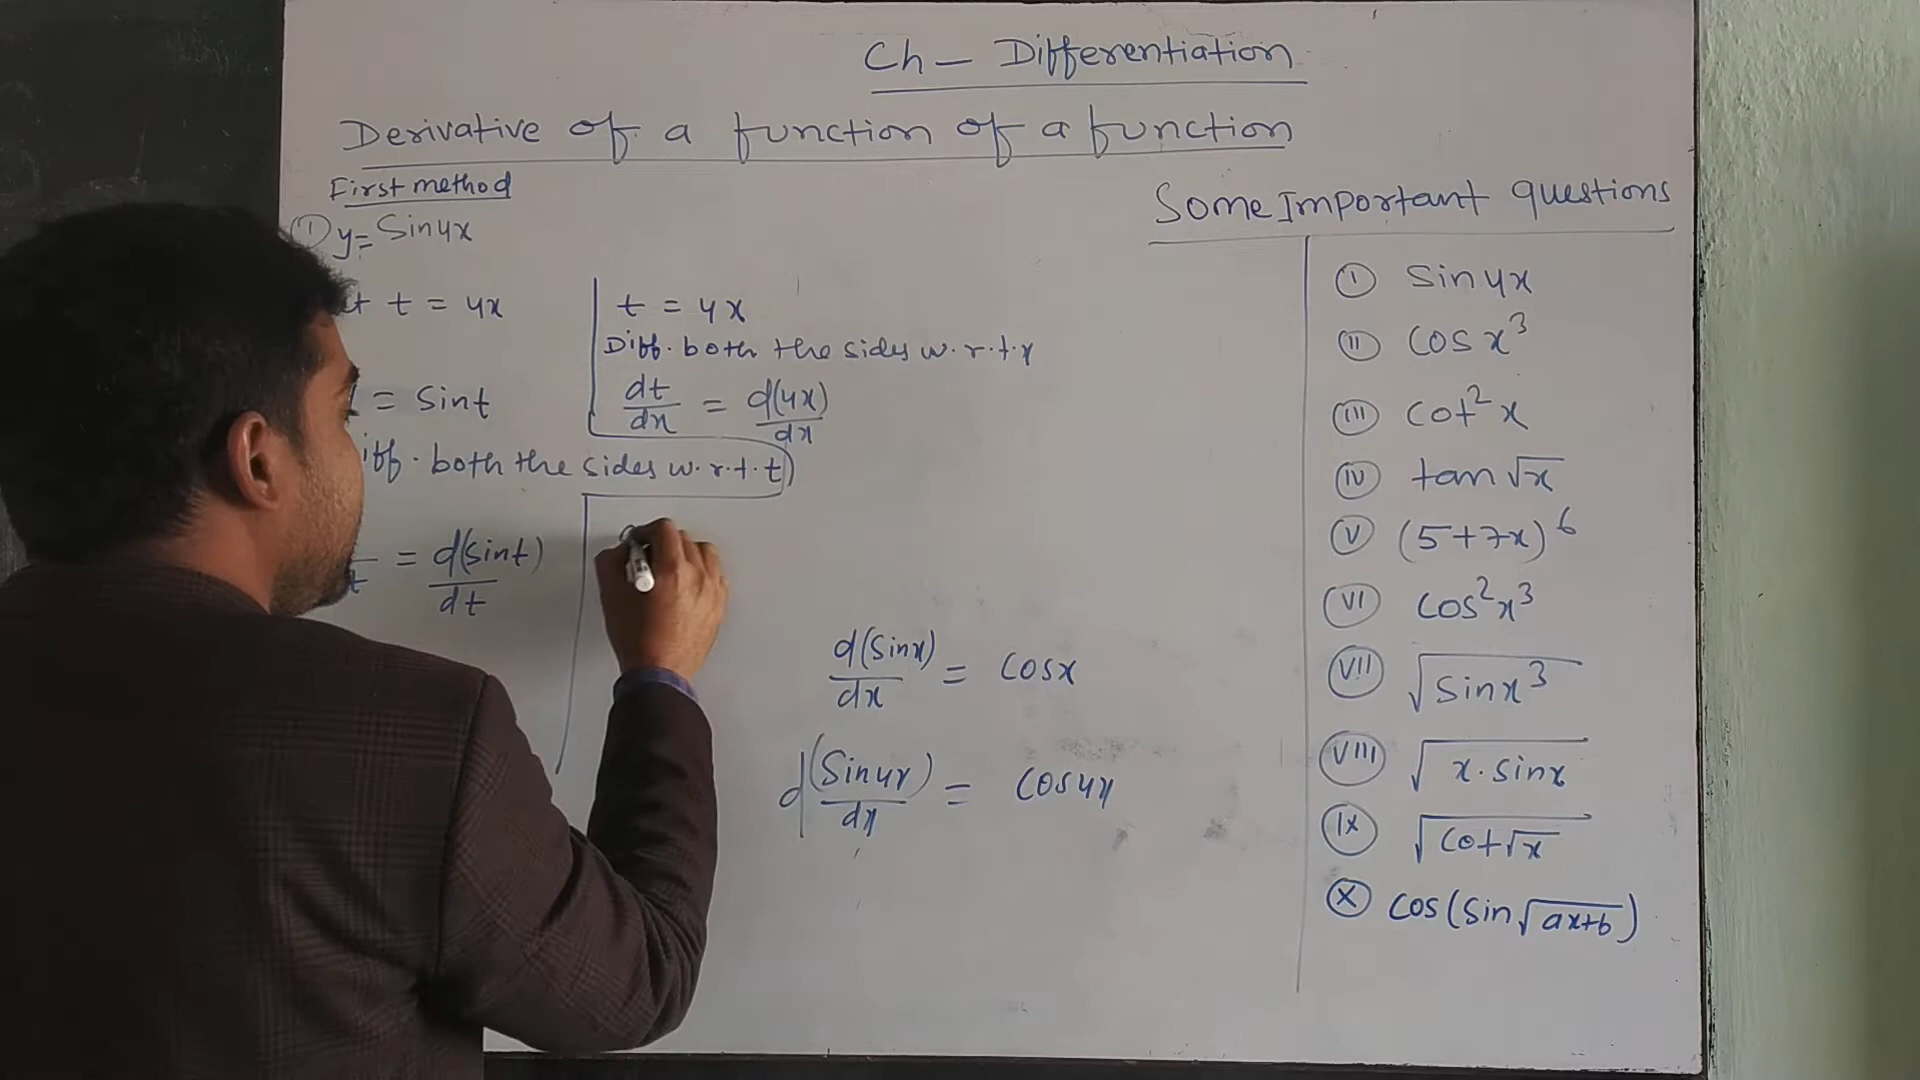 Ch - Differentiation
Derivative of a function of a function
First method
① y = Sin4x
t = 4x
= Sint
both the sides w.r.t.t)
= d(sint)
dt
t = 4x
Diff. both the sides w.r.t.x
dt/dx = d(4x)/dx
d(sinx)/dx = cosx
d(Sin4x)/dx = cos4x
Some Important questions
(I) Sin4x
(II) cos x³
(III) cot² x
(IV) tan √x
(V) (5+7x)⁶
(VI) cos²x³
(VII) √sinx³
(VIII) √x.sinx
(Ix) √cot√x
(X) cos(sin√ax+b)